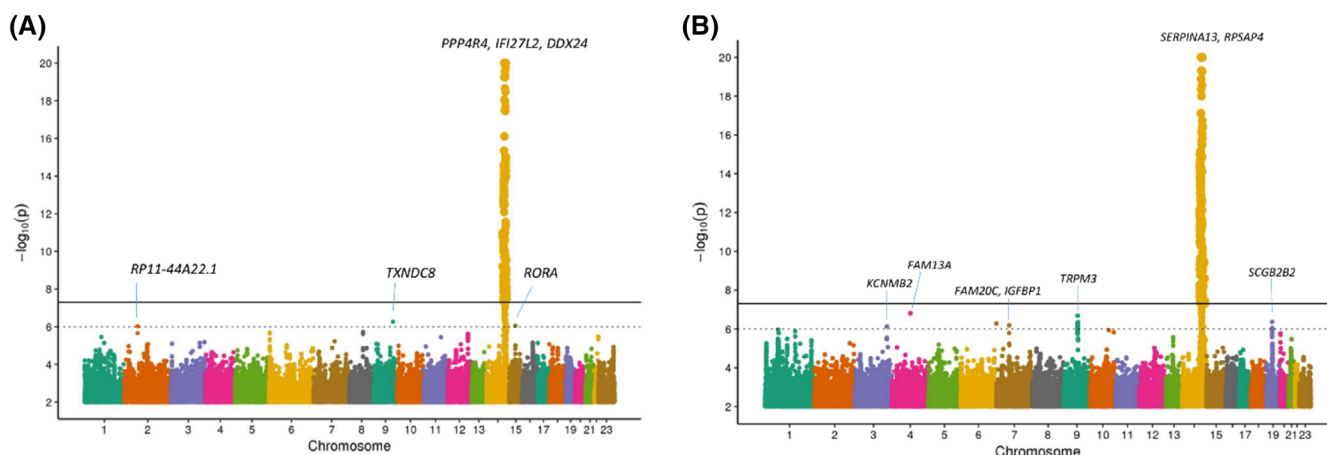 (A)
PPP4R4, IFI27L2, DDX24
20
18
16
14
12
10
8
6
4
2
−log₁₀(p)
RP11-44A22.1
TXNDC8
RORA
1 2 3 4 5 6 7 8 9 10 11 12 13 15 17 19 21 23
Chromosome
(B)
SERPINA13, RPSAP4
20
18
16
14
12
10
8
6
4
2
−log₁₀(p)
KCNMB2
FAM13A
FAM20C, IGFBP1
TRPM3
SCGB2B2
1 2 3 4 5 6 7 8 9 10 11 12 13 15 17 19 21 23
Chromosome